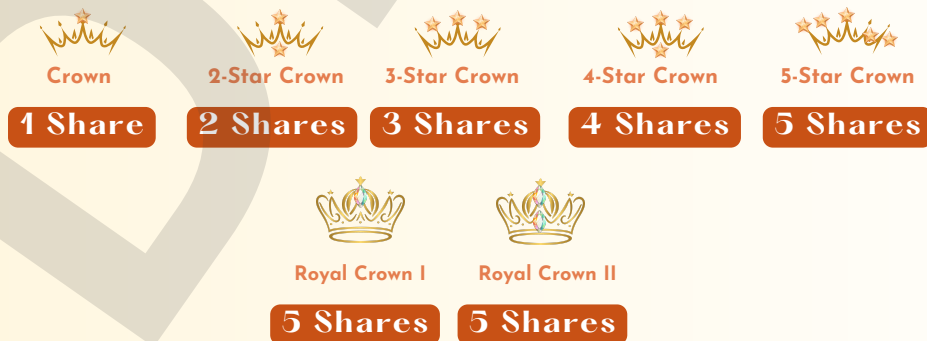 Crown 2-Star Crown 3-Star Crown 4-Star Crown 5-Star Crown
1 Share 2 Shares 3 Shares 4 Shares 5 Shares
Royal Crown I Royal Crown II
5 Shares 5 Shares